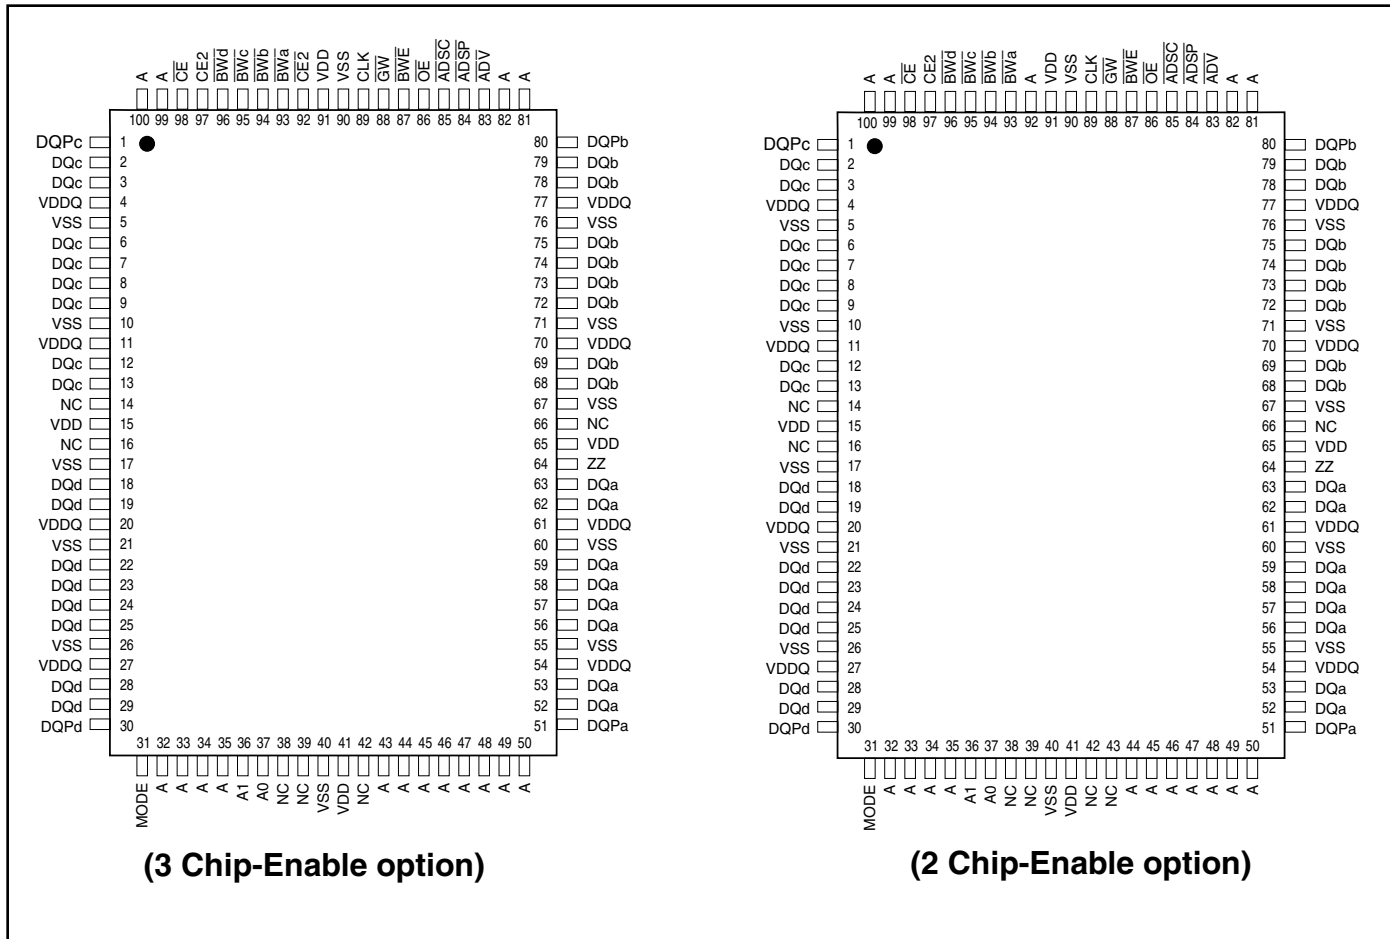 A A CE CE2 BWd BWc BWb BWa CE2 VDD VSS CLK GW BWE OE ADSC ADSP ADV A A
100 99 98 97 96 95 94 93 92 91 90 89 88 87 86 85 84 83 82 81
DQPc 1 80 DQPb
DQc 2 79 DQb
DQc 3 78 DQb
VDDQ 4 77 VDDQ
VSS 5 76 VSS
DQc 6 75 DQb
DQc 7 74 DQb
DQc 8 73 DQb
DQc 9 72 DQb
VSS 10 71 VSS
VDDQ 11 70 VDDQ
DQc 12 69 DQb
DQc 13 68 DQb
NC 14 67 VSS
VDD 15 66 NC
NC 16 65 VDD
VSS 17 64 ZZ
DQd 18 63 DQa
DQd 19 62 DQa
VDDQ 20 61 VDDQ
VSS 21 60 VSS
DQd 22 59 DQa
DQd 23 58 DQa
DQd 24 57 DQa
DQd 25 56 DQa
VSS 26 55 VSS
VDDQ 27 54 VDDQ
DQd 28 53 DQa
DQd 29 52 DQa
DQPd 30 51 DQPa
31 32 33 34 35 36 37 38 39 40 41 42 43 44 45 46 47 48 49 50
MODE A A A A A1 A0 NC NC VSS VDD NC A A A A A A A A
(3 Chip-Enable option)
A A CE CE2 BWd BWc BWb BWa A VDD VSS CLK GW BWE OE ADSC ADSP ADV A A
100 99 98 97 96 95 94 93 92 91 90 89 88 87 86 85 84 83 82 81
DQPc 1 80 DQPb
DQc 2 79 DQb
DQc 3 78 DQb
VDDQ 4 77 VDDQ
VSS 5 76 VSS
DQc 6 75 DQb
DQc 7 74 DQb
DQc 8 73 DQb
DQc 9 72 DQb
VSS 10 71 VSS
VDDQ 11 70 VDDQ
DQc 12 69 DQb
DQc 13 68 DQb
NC 14 67 VSS
VDD 15 66 NC
NC 16 65 VDD
VSS 17 64 ZZ
DQd 18 63 DQa
DQd 19 62 DQa
VDDQ 20 61 VDDQ
VSS 21 60 VSS
DQd 22 59 DQa
DQd 23 58 DQa
DQd 24 57 DQa
DQd 25 56 DQa
VSS 26 55 VSS
VDDQ 27 54 VDDQ
DQd 28 53 DQa
DQd 29 52 DQa
DQPd 30 51 DQPa
31 32 33 34 35 36 37 38 39 40 41 42 43 44 45 46 47 48 49 50
MODE A A A A A1 A0 NC NC VSS VDD NC NC A A A A A A A
(2 Chip-Enable option)